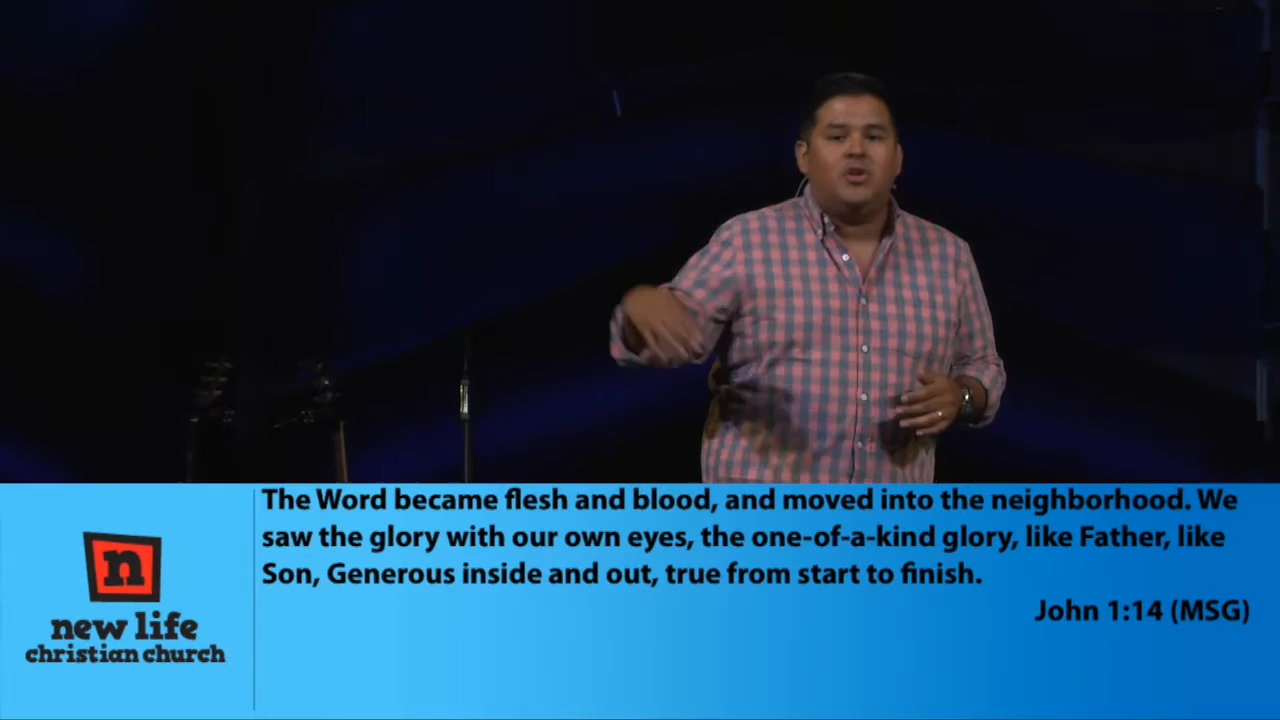 The Word became flesh and blood, and moved into the neighborhood. We
saw the glory with our own eyes, the one-of-a-kind glory, like Father, like
Son, Generous inside and out, true from start to finish.
John 1:14 (MSG)
n
new life
christian church